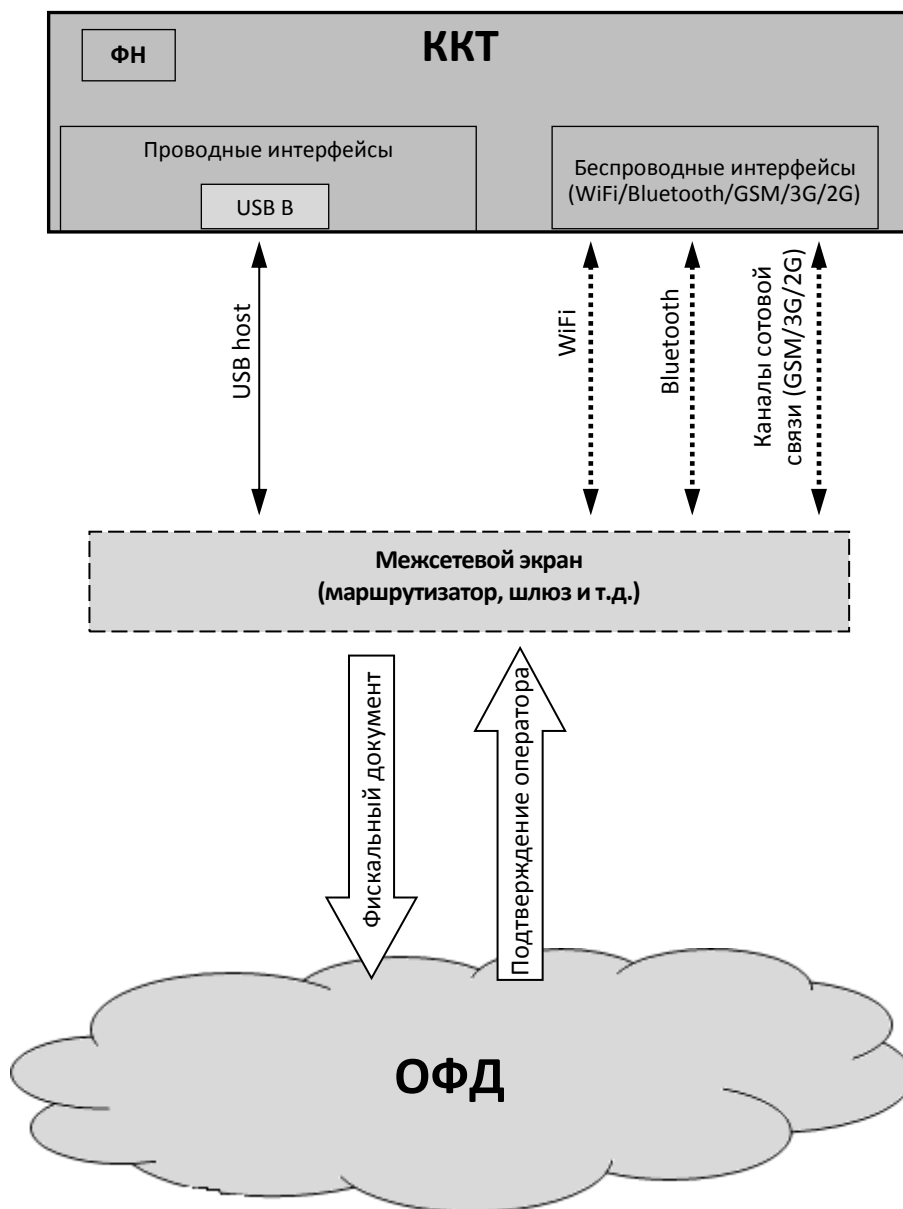 ФН
ККТ
Проводные интерфейсы
USB B
Беспроводные интерфейсы
(WiFi/Bluetooth/GSM/3G/2G)
USB host
WiFi
Bluetooth
Каналы сотовой
связи (GSM/3G/2G)
Межсетевой экран
(маршрутизатор, шлюз и т.д.)
Фискальный документ
Подтверждение оператора
ОФД